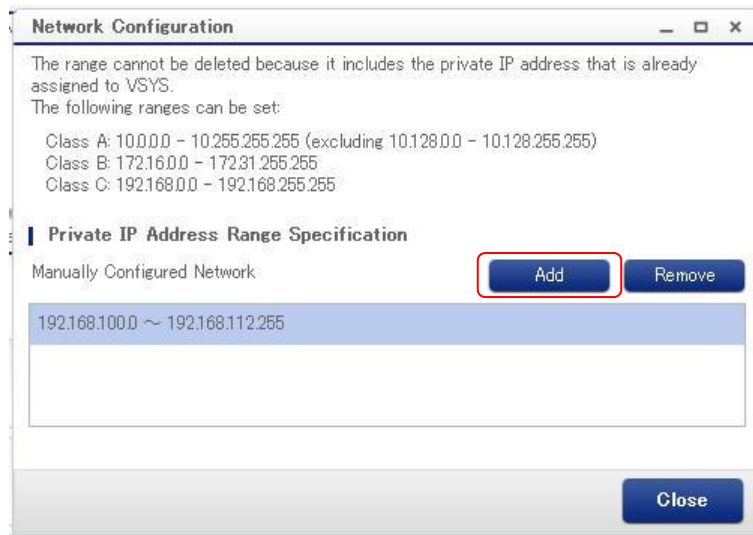 Network Configuration
The range cannot be deleted because it includes the private IP address that is already
assigned to VSYS.
The following ranges can be set:
Class A: 10.0.0.0 - 10.255.255.255 (excluding 10.128.0.0 - 10.128.255.255)
Class B: 172.16.0.0 - 172.31.255.255
Class C: 192.168.0.0 - 192.168.255.255
Private IP Address Range Specification
Manually Configured Network
Add
Remove
192.168.100.0 ～ 192.168.112.255
Close